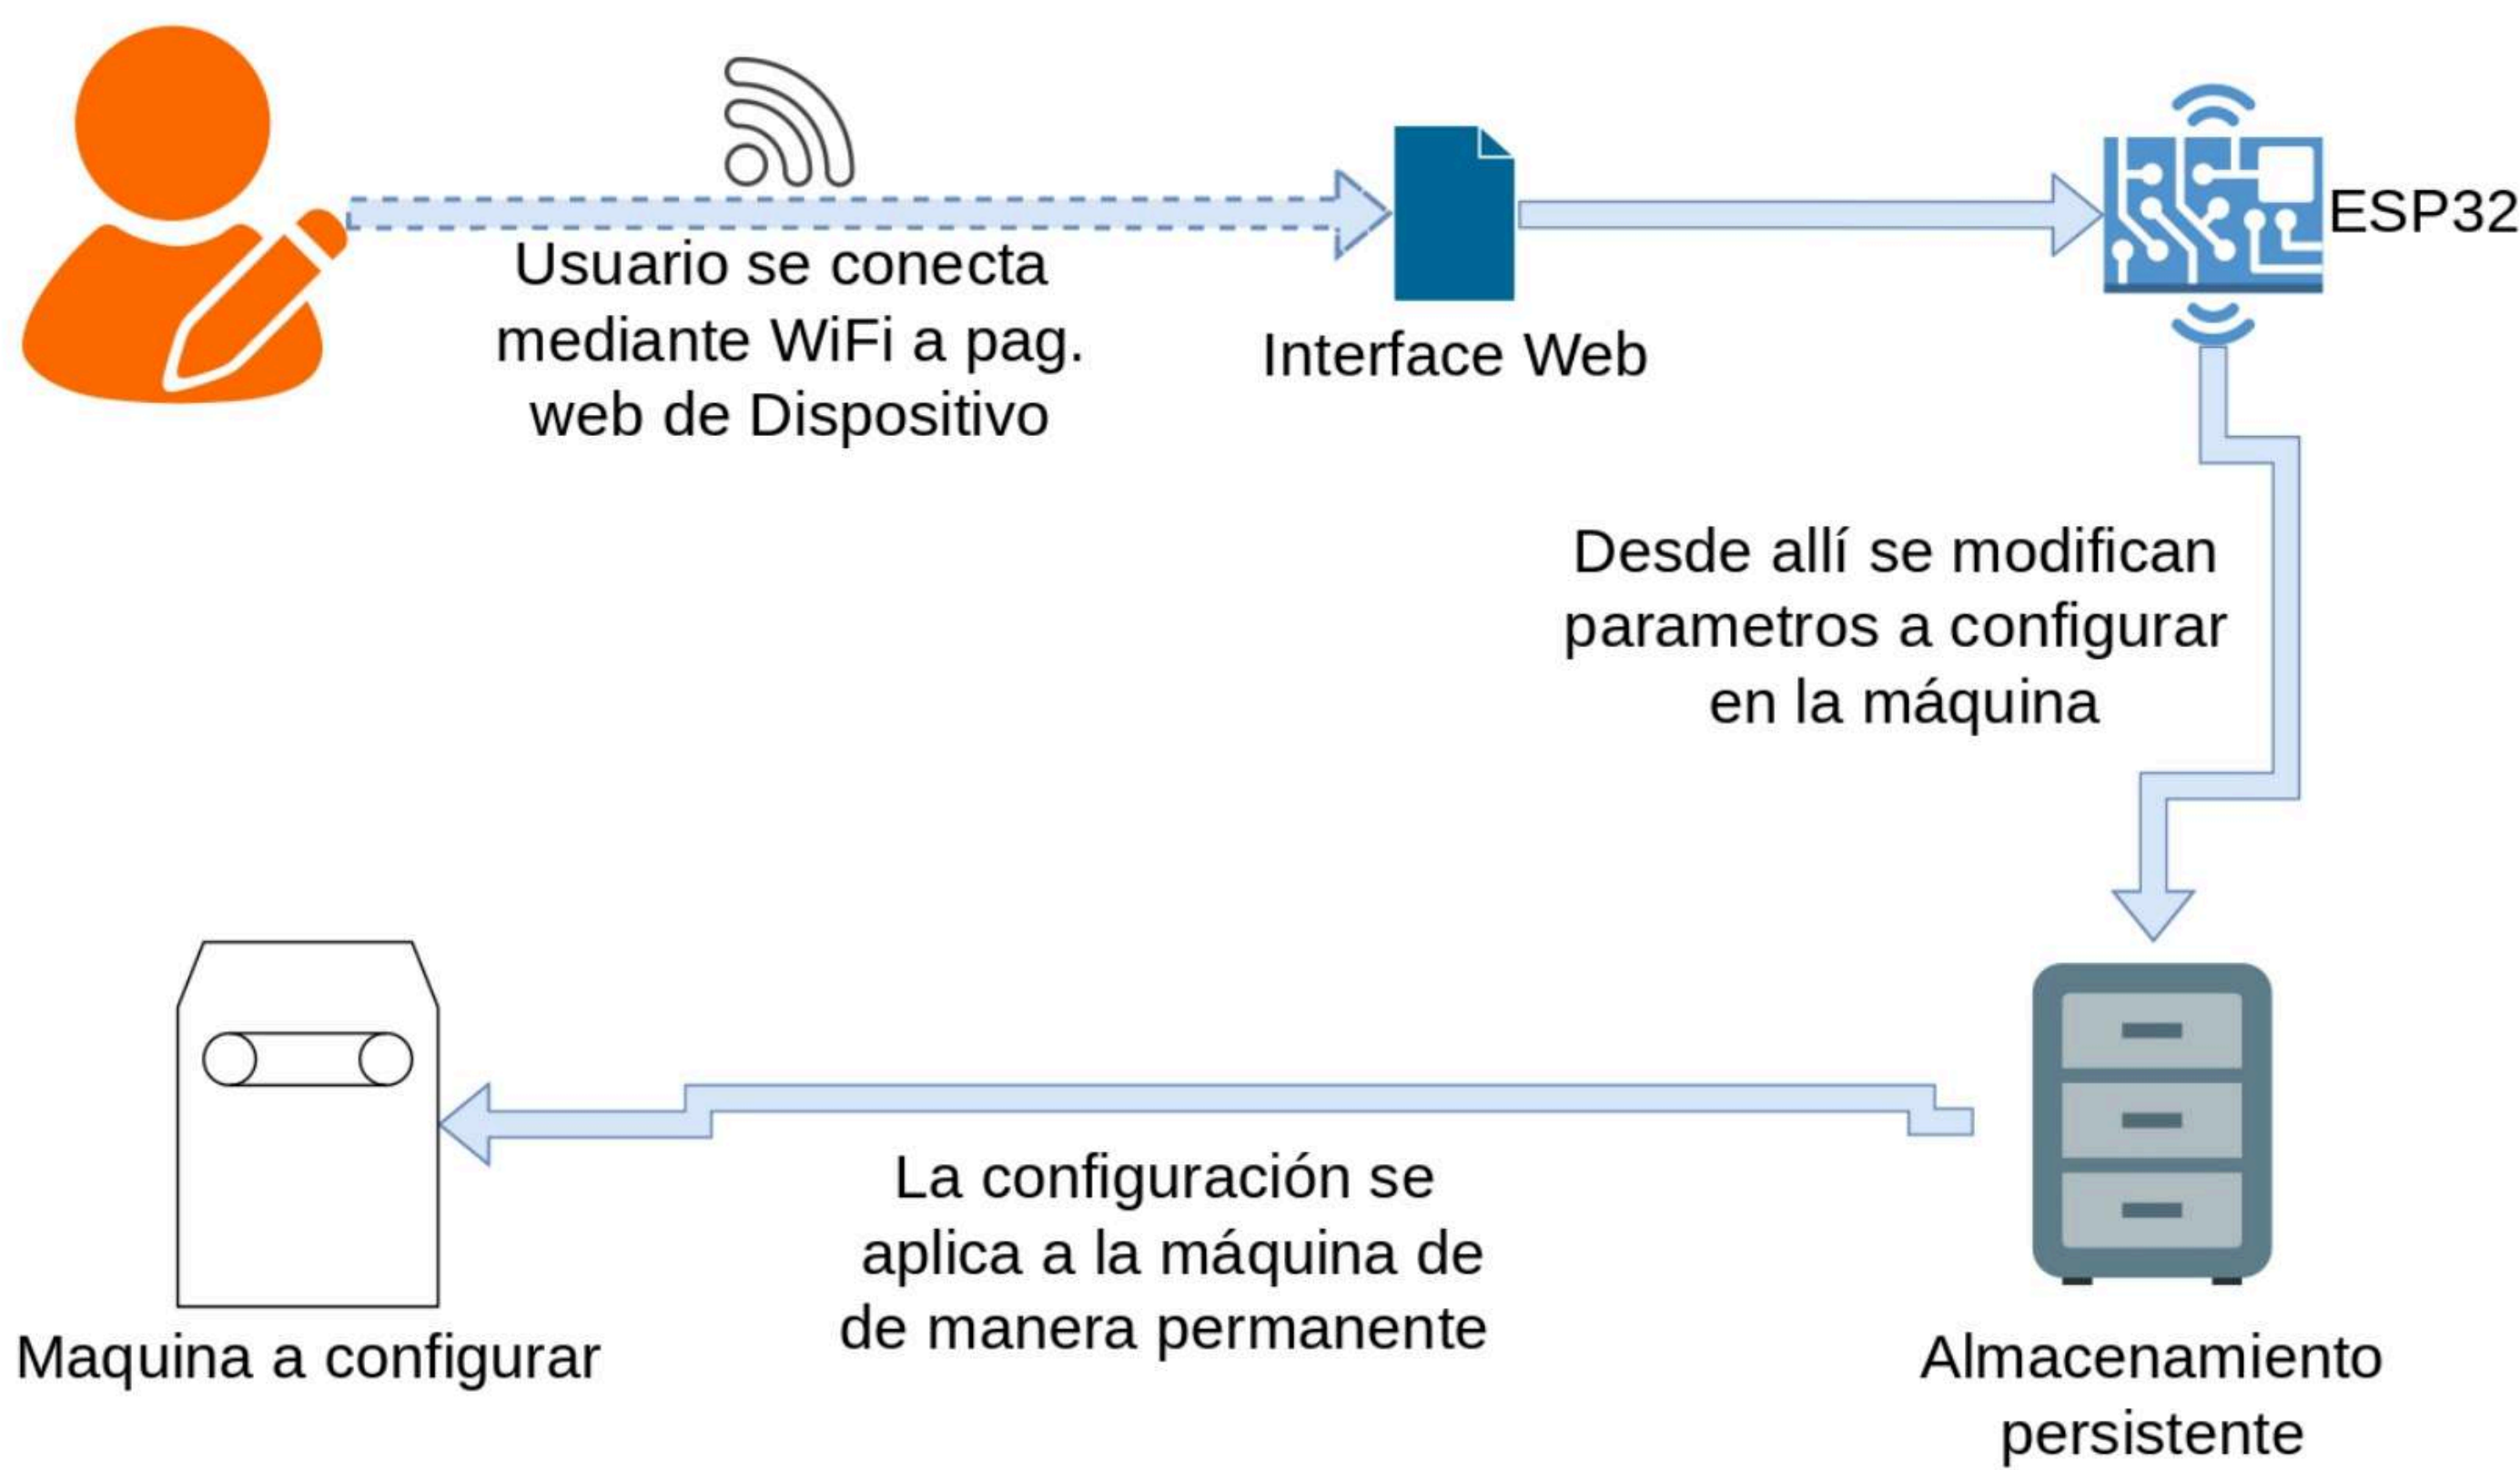 Usuario se conecta
mediante WiFi a pag.
web de Dispositivo
Interface Web
ESP32
Desde allí se modifican
parametros a configurar
en la máquina
La configuración se
aplica a la máquina de
de manera permanente
Maquina a configurar
Almacenamiento
persistente